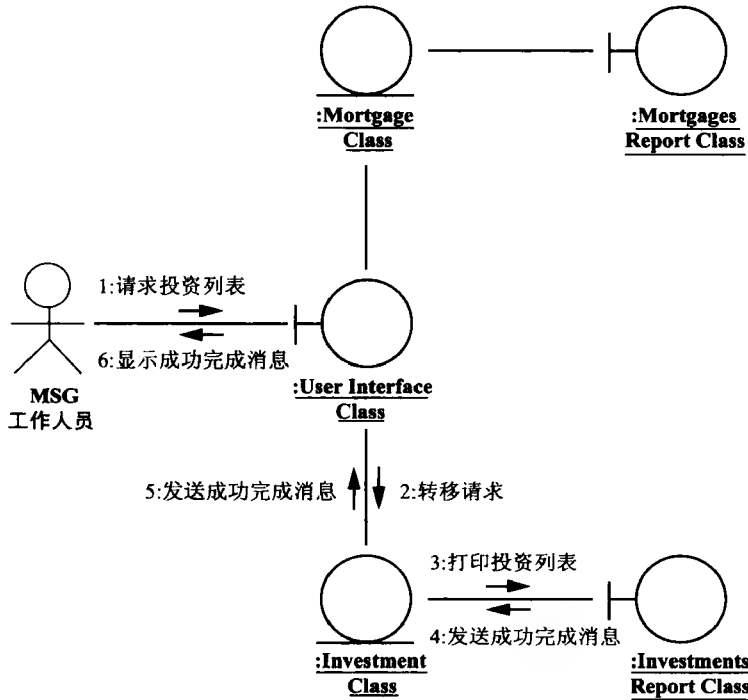 :Mortgage
Class
:Mortgages
Report Class
1:请求投资列表
6:显示成功完成消息
MSG
工作人员
:User Interface
Class
5:发送成功完成消息
2:转移请求
3:打印投资列表
4:发送成功完成消息
:Investment
Class
:Investments
Report Class